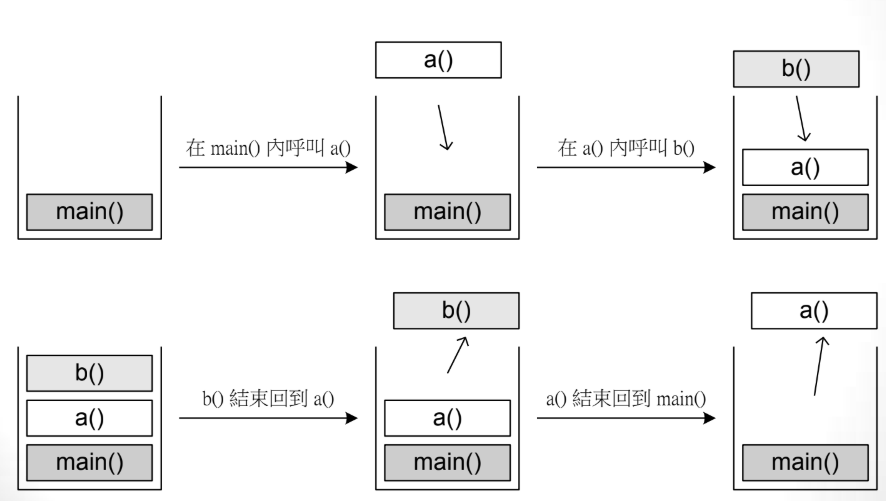 a()
在 main() 內呼叫 a()
main()
main()
b()
在 a() 內呼叫 b()
a()
main()
b()
a()
main()
b() 結束回到 a()
b()
a()
main()
a() 結束回到 main()
a()
main()